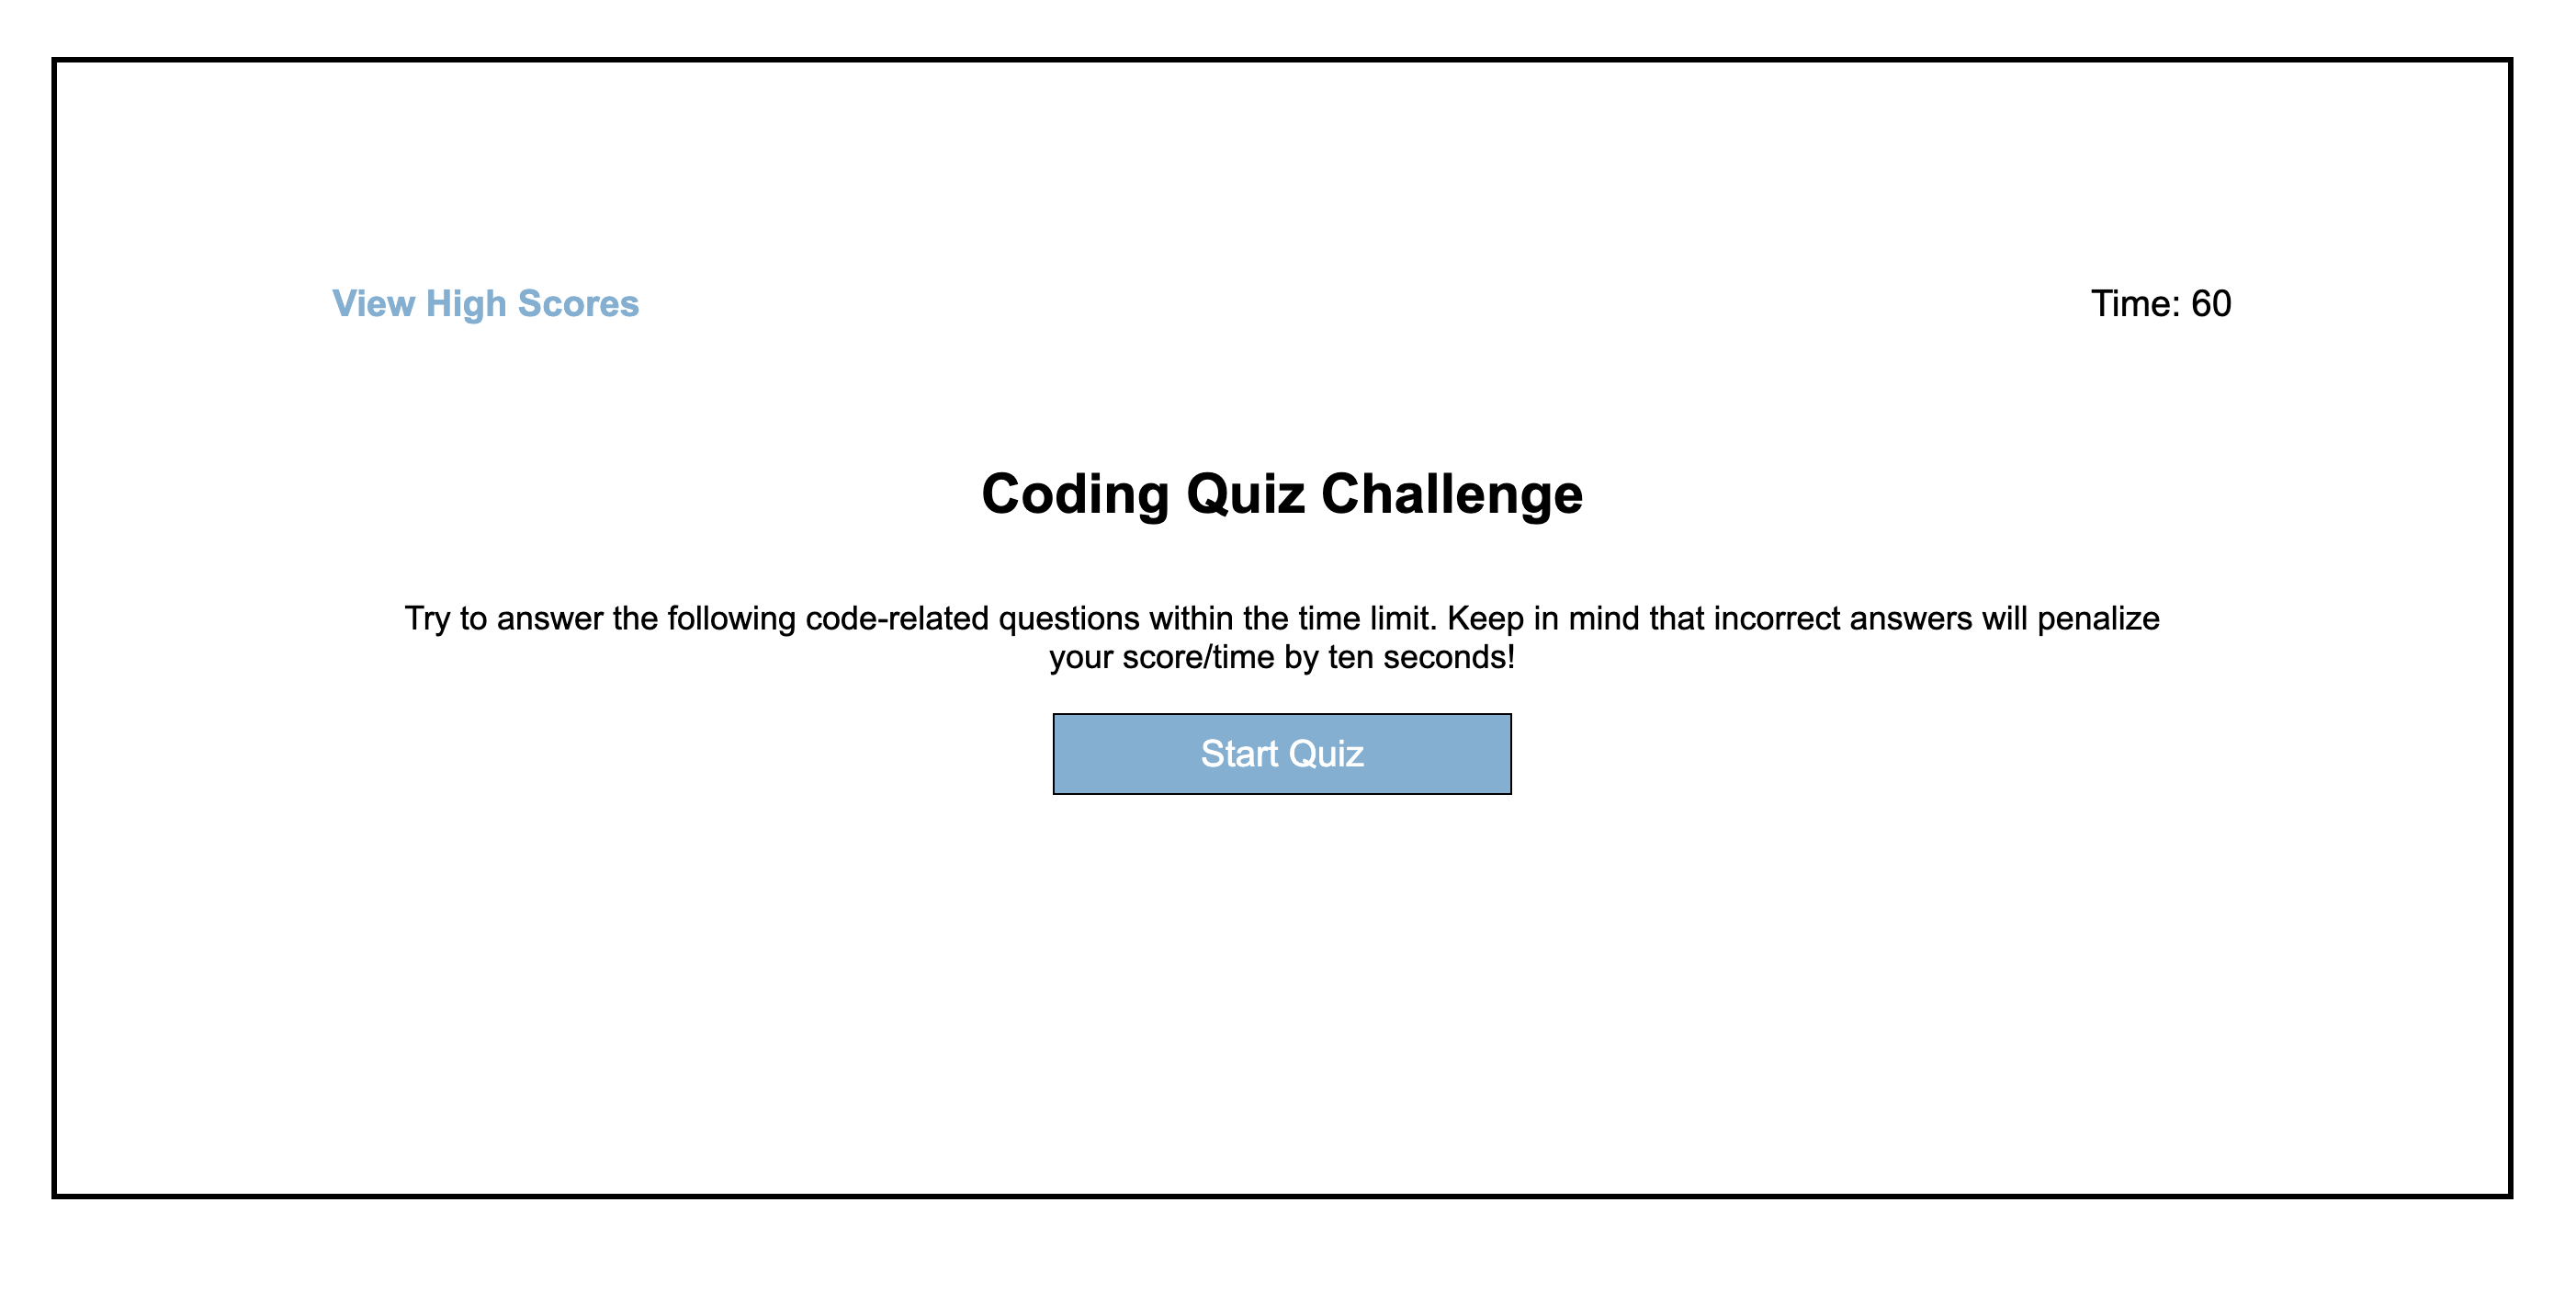 View High Scores
Time: 60
Coding Quiz Challenge
Try to answer the following code-related questions within the time limit. Keep in mind that incorrect answers will penalize
your score/time by ten seconds!
Start Quiz